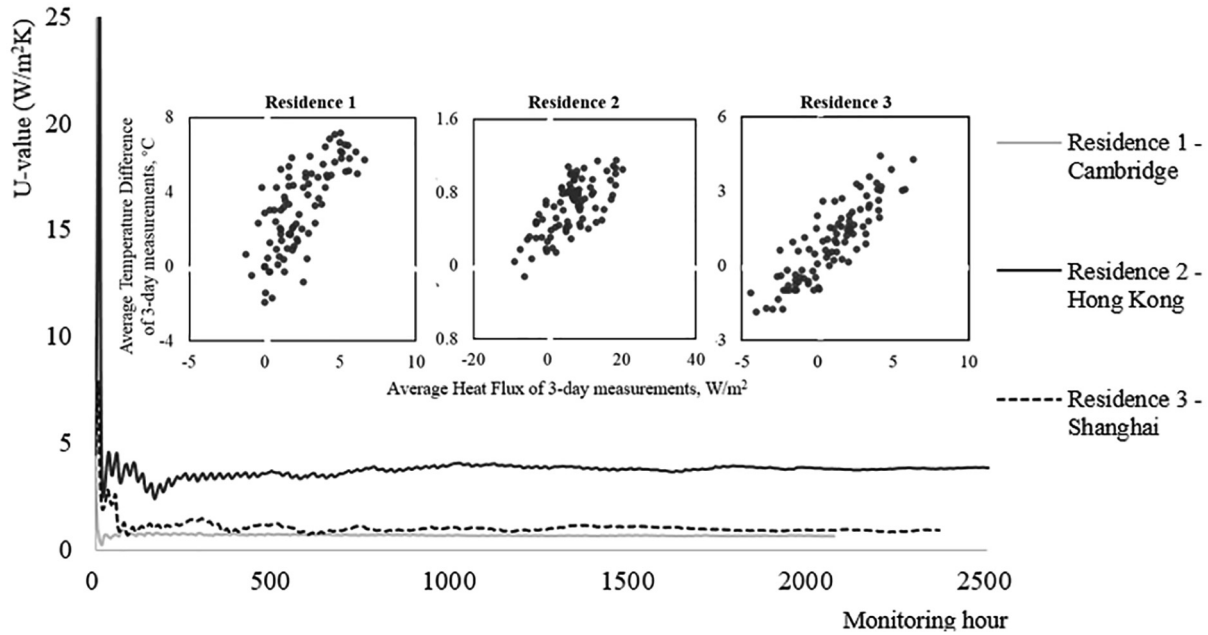 U-value (W/m²K)
25
20
15
10
5
0
0 500 1000 1500 2000 2500
Monitoring hour
Average Temperature Difference
of 3-day measurements, °C
Residence 1
8
4
0
-4
-5 0 5 10
Residence 2
1.6
0.8
0
0.8
-20 0 20 40
Residence 3
6
3
0
3
-5 0 5 10
Average Heat Flux of 3-day measurements, W/m²
Residence 1 -
Cambridge
Residence 2 -
Hong Kong
Residence 3 -
Shanghai